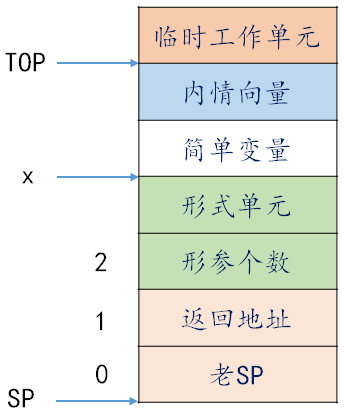 临时工作单元
TOP
内情向量
简单变量
x
形式单元
2 形参个数
1 返回地址
0 老SP
SP